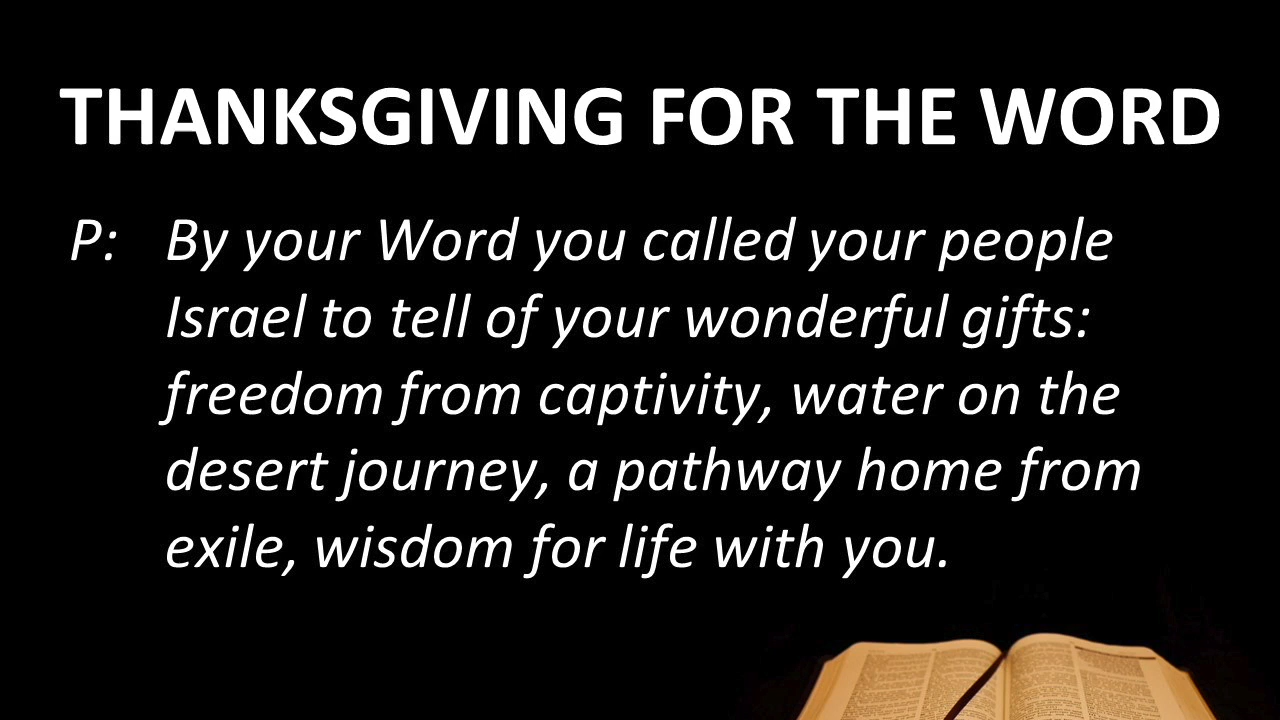 THANKSGIVING FOR THE WORD
P: By your Word you called your people
Israel to tell of your wonderful gifts:
freedom from captivity, water on the
desert journey, a pathway home from
exile, wisdom for life with you.